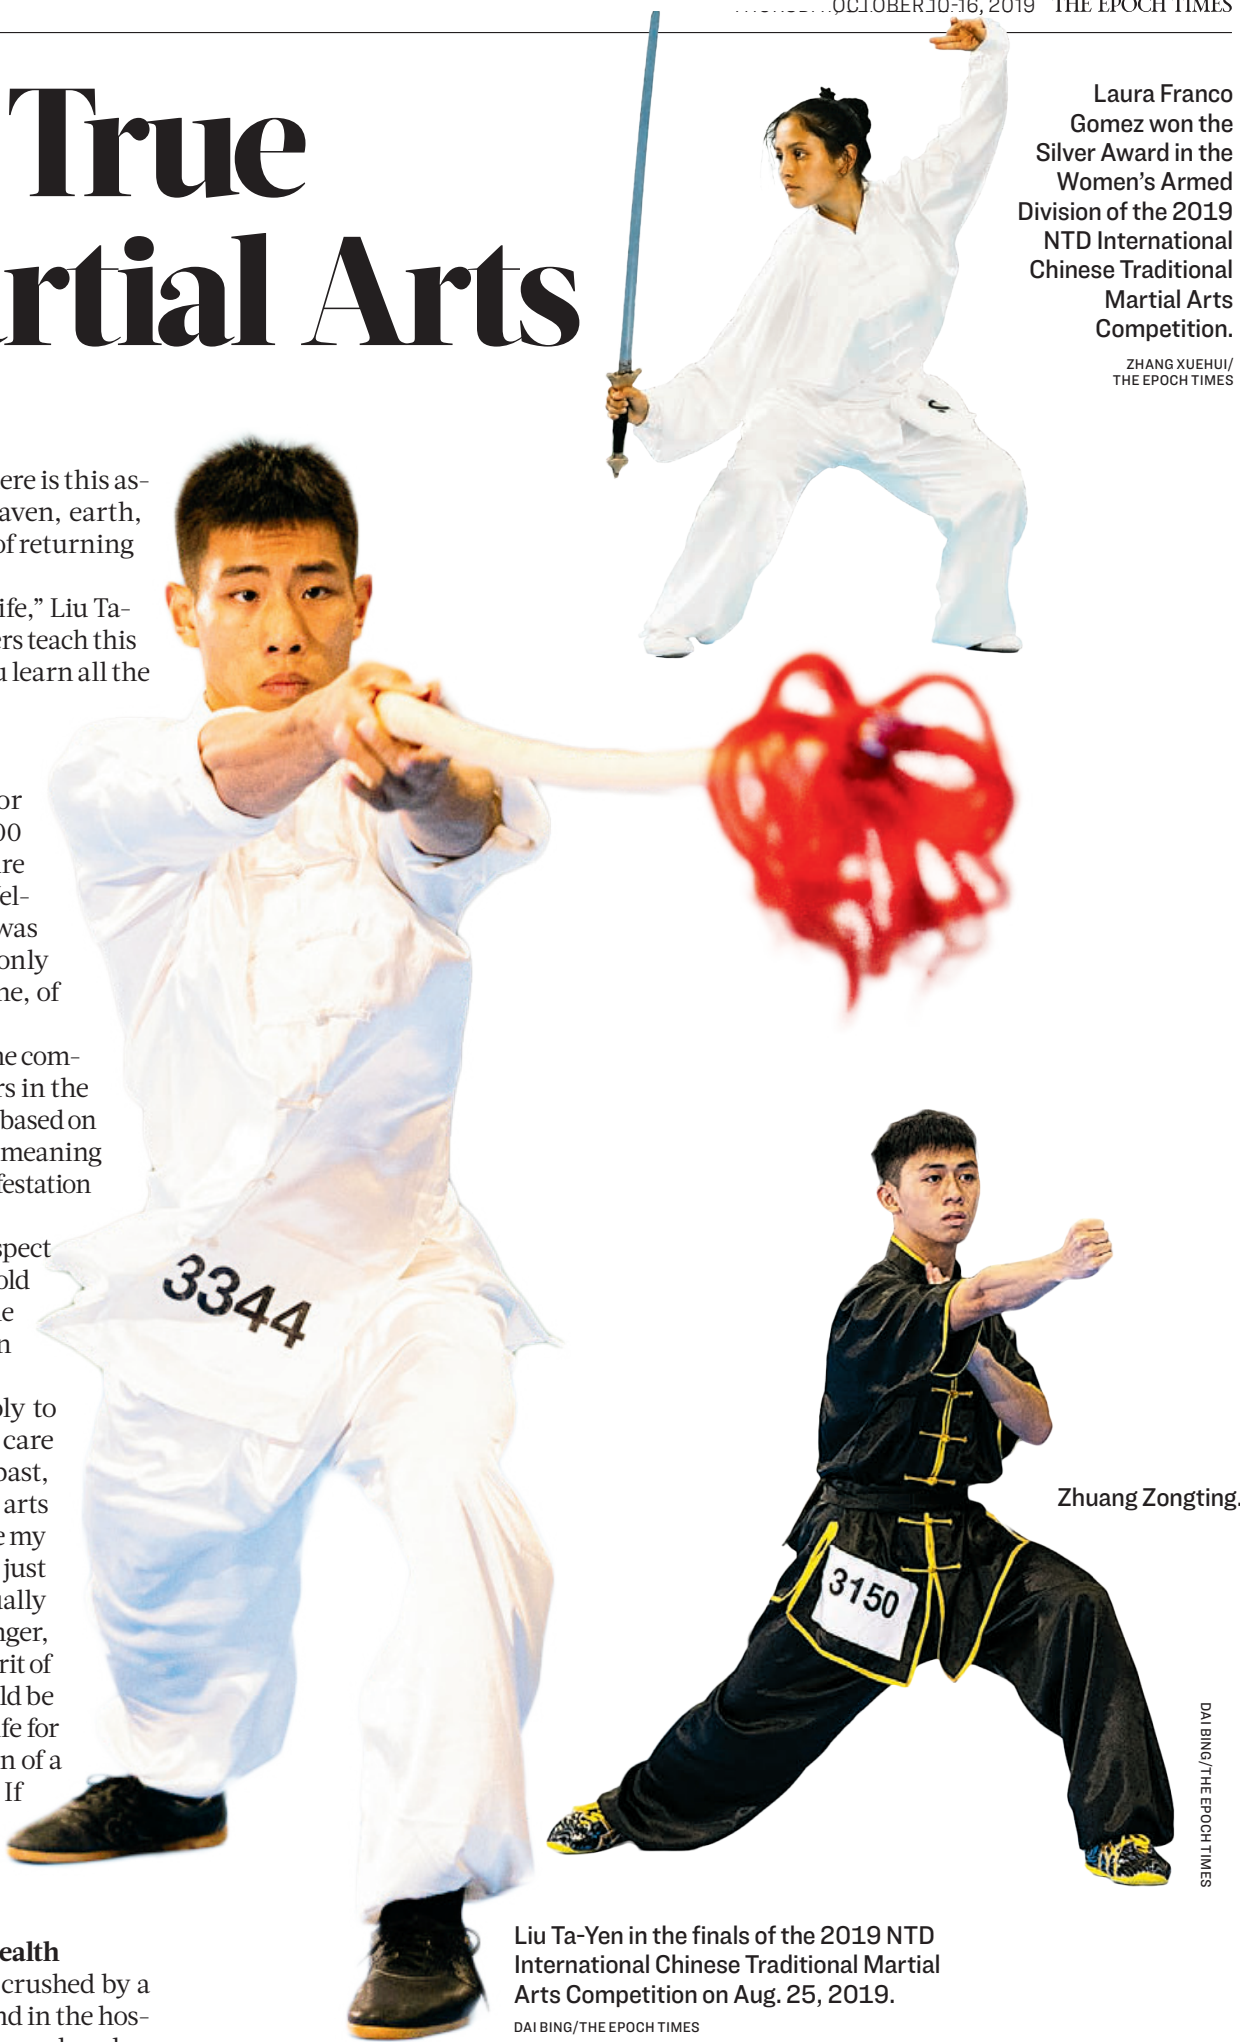 OCTOBER 10-16, 2019 THE EPOCH TIMES
True
rtial Arts
Laura Franco
Gomez won the
Silver Award in the
Women’s Armed
Division of the 2019
NTD International
Chinese Traditional
Martial Arts
Competition.
ZHANG XUEHUI/
THE EPOCH TIMES
ere is this as-
aven, earth,
of returning
ife,” Liu Ta-
ers teach this
u learn all the
or
00
re
fel-
was
only
ne, of
ne com-
rs in the
based on
meaning
festation
spect
old
e
n
ply to
care
past,
arts
e my
just
ually
nger,
rit of
ld be
ife for
n of a
If
ealth
crushed by a
nd in the hos-
3344
3150
Zhuang Zongting.
DAI BING/THE EPOCH TIMES
Liu Ta-Yen in the finals of the 2019 NTD
International Chinese Traditional Martial
Arts Competition on Aug. 25, 2019.
DAI BING/THE EPOCH TIMES